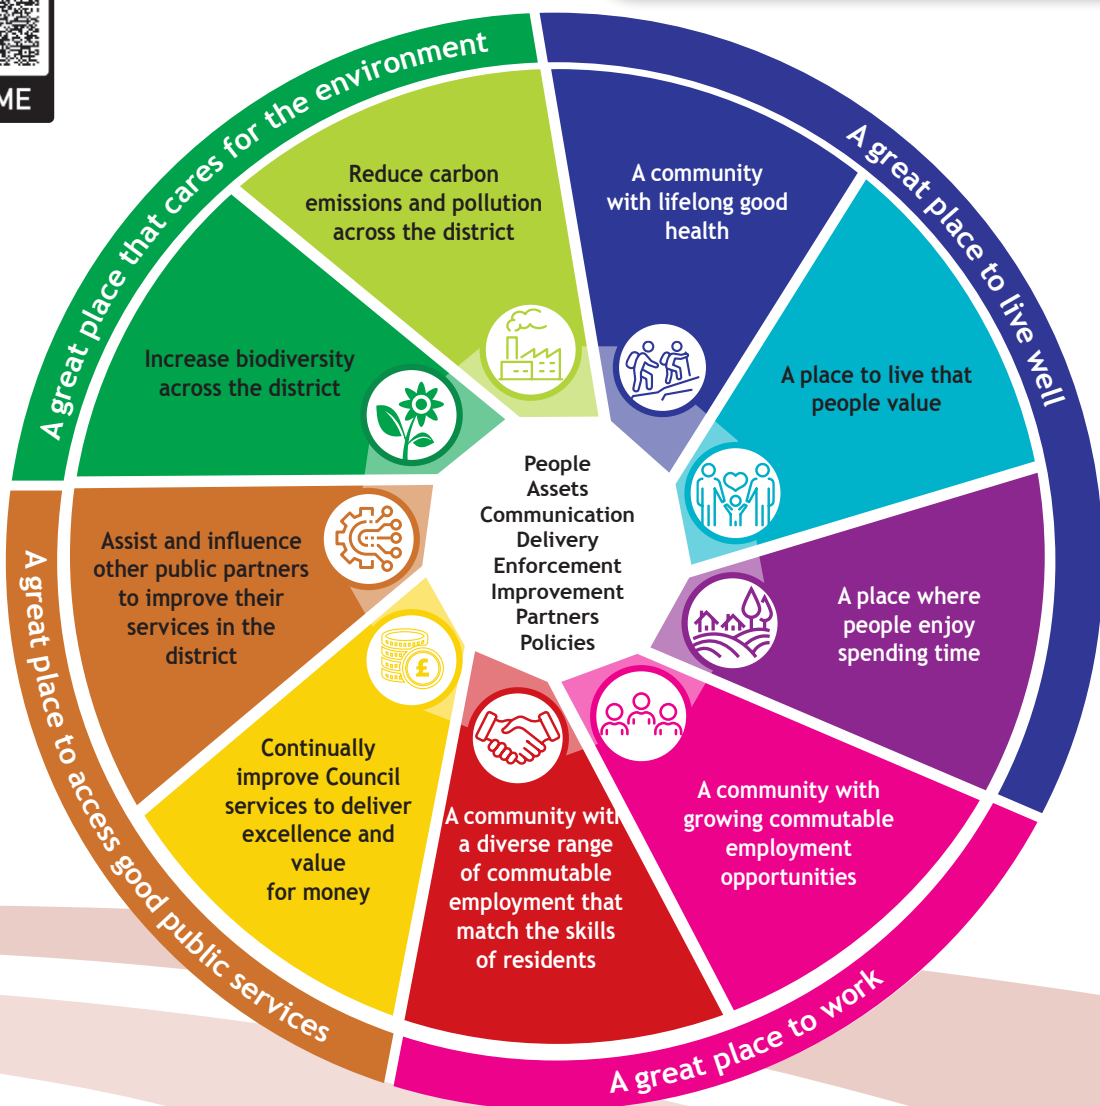 ME
A great place that cares for the environment
A great place to live well
Reduce carbon
emissions and pollution
across the district
A community
with lifelong good
health
Increase biodiversity
across the district
A place to live that
people value
People
Assets
Communication
Delivery
Enforcement
Improvement
Partners
Policies
Assist and influence
other public partners
to improve their
services in the
district
A place where
people enjoy
spending time
£
Continually
improve Council
services to deliver
excellence and
value
for money
A community with
a diverse range
of commutable
employment that
match the skills
of residents
A community with
growing commutable
employment
opportunities
A great place to access good public services
A great place to work